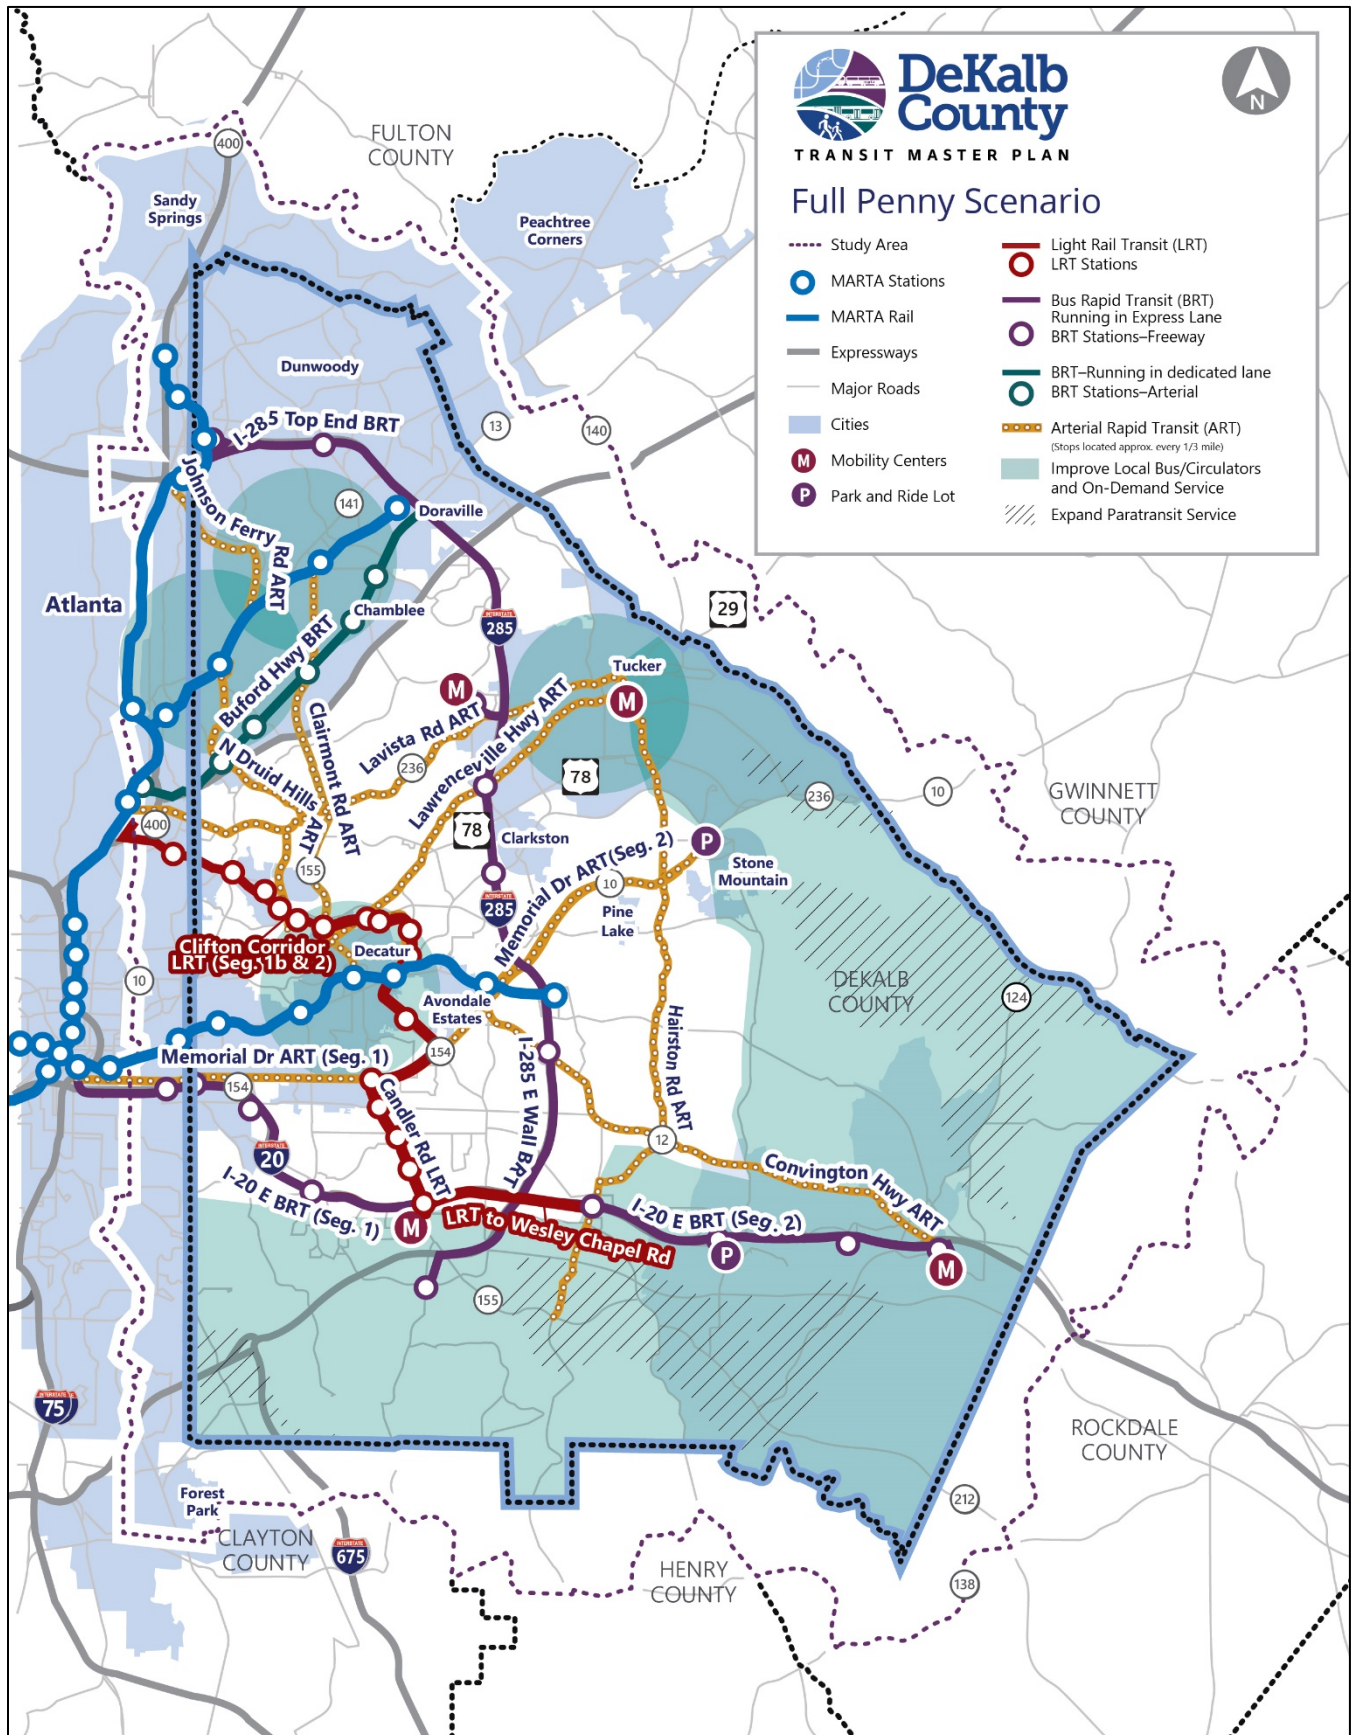 DeKalb
County
TRANSIT MASTER PLAN
N
Full Penny Scenario
Study Area
MARTA Stations
MARTA Rail
Expressways
Major Roads
Cities
M
Mobility Centers
P
Park and Ride Lot
Light Rail Transit (LRT)
LRT Stations
Bus Rapid Transit (BRT)
Running in Express Lane
BRT Stations–Freeway
BRT–Running in dedicated lane
BRT Stations–Arterial
Arterial Rapid Transit (ART)
(Stops located approx. every 1/3 mile)
Improve Local Bus/Circulators
and On-Demand Service
Expand Paratransit Service
FULTON
COUNTY
400
Sandy
Springs
Peachtree
Corners
Dunwoody
13
140
I-285 Top End BRT
Johnson Ferry Rd ART
141
Doraville
Atlanta
Chamble​e
INTERSTATE
285
29
Tucker
M
M
Buford Hwy BRT
Clairmont Rd ART
Lavista Rd ART
Lawrenceville Hwy ART
N Druid Hills ART
236
78
78
236
10
GWINNETT
COUNTY
400
Clarkston
155
P
Stone
Mountain
Memorial Dr ART(Seg. 2)
10
INTERSTATE
285
Pine
Lake
Clifton Corridor
LRT (Seg. 1b & 2)
Decatur
10
DEKALB
COUNTY
124
Avondale
Estates
154
Memorial Dr ART (Seg. 1)
154
I-285 E Wall BRT
Hairston Rd ART
Candler Rd LRT
12
INTERSTATE
20
Convington Hwy ART
I-20 E BRT (Seg. 1)
M
LRT to Wesley Chapel Rd
I-20 E BRT (Seg. 2)
P
M
155
INTERSTATE
75
ROCKDALE
COUNTY
Forest
Park
212
CLAYTON
COUNTY
INTERSTATE
675
HENRY
COUNTY
138